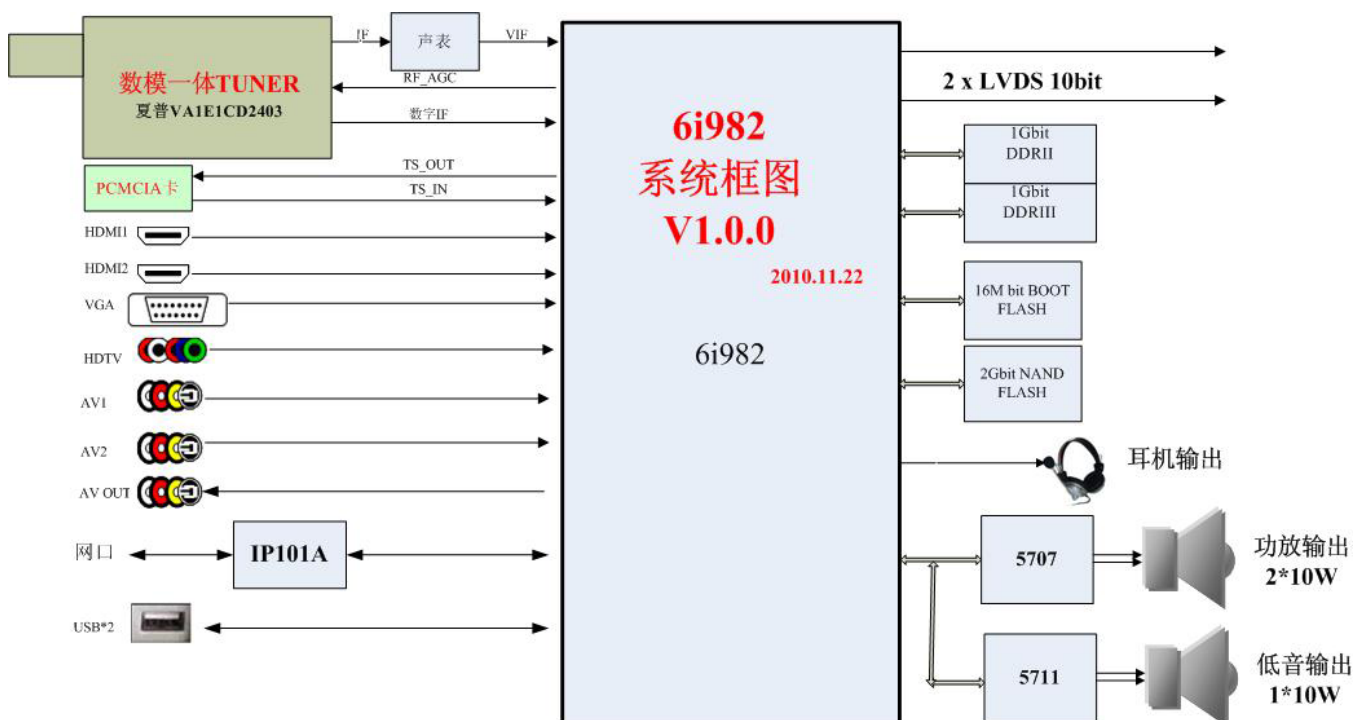 IF
声表
VIF
数模一体TUNER
夏普VA1E1CD2403
RF_AGC
数字IF
PCMCIA卡
TS_OUT
TS_IN
HDMI1
HDMI2
VGA
HDTV
AV1
AV2
AV OUT
网口
IP101A
USB*2
6i982
系统框图
V1.0.0
2010.11.22
6i982
2 x LVDS 10bit
1Gbit
DDRII
1Gbit
DDRIII
16M bit BOOT
FLASH
2Gbit NAND
FLASH
耳机输出
5707
功放输出
2*10W
5711
低音输出
1*10W